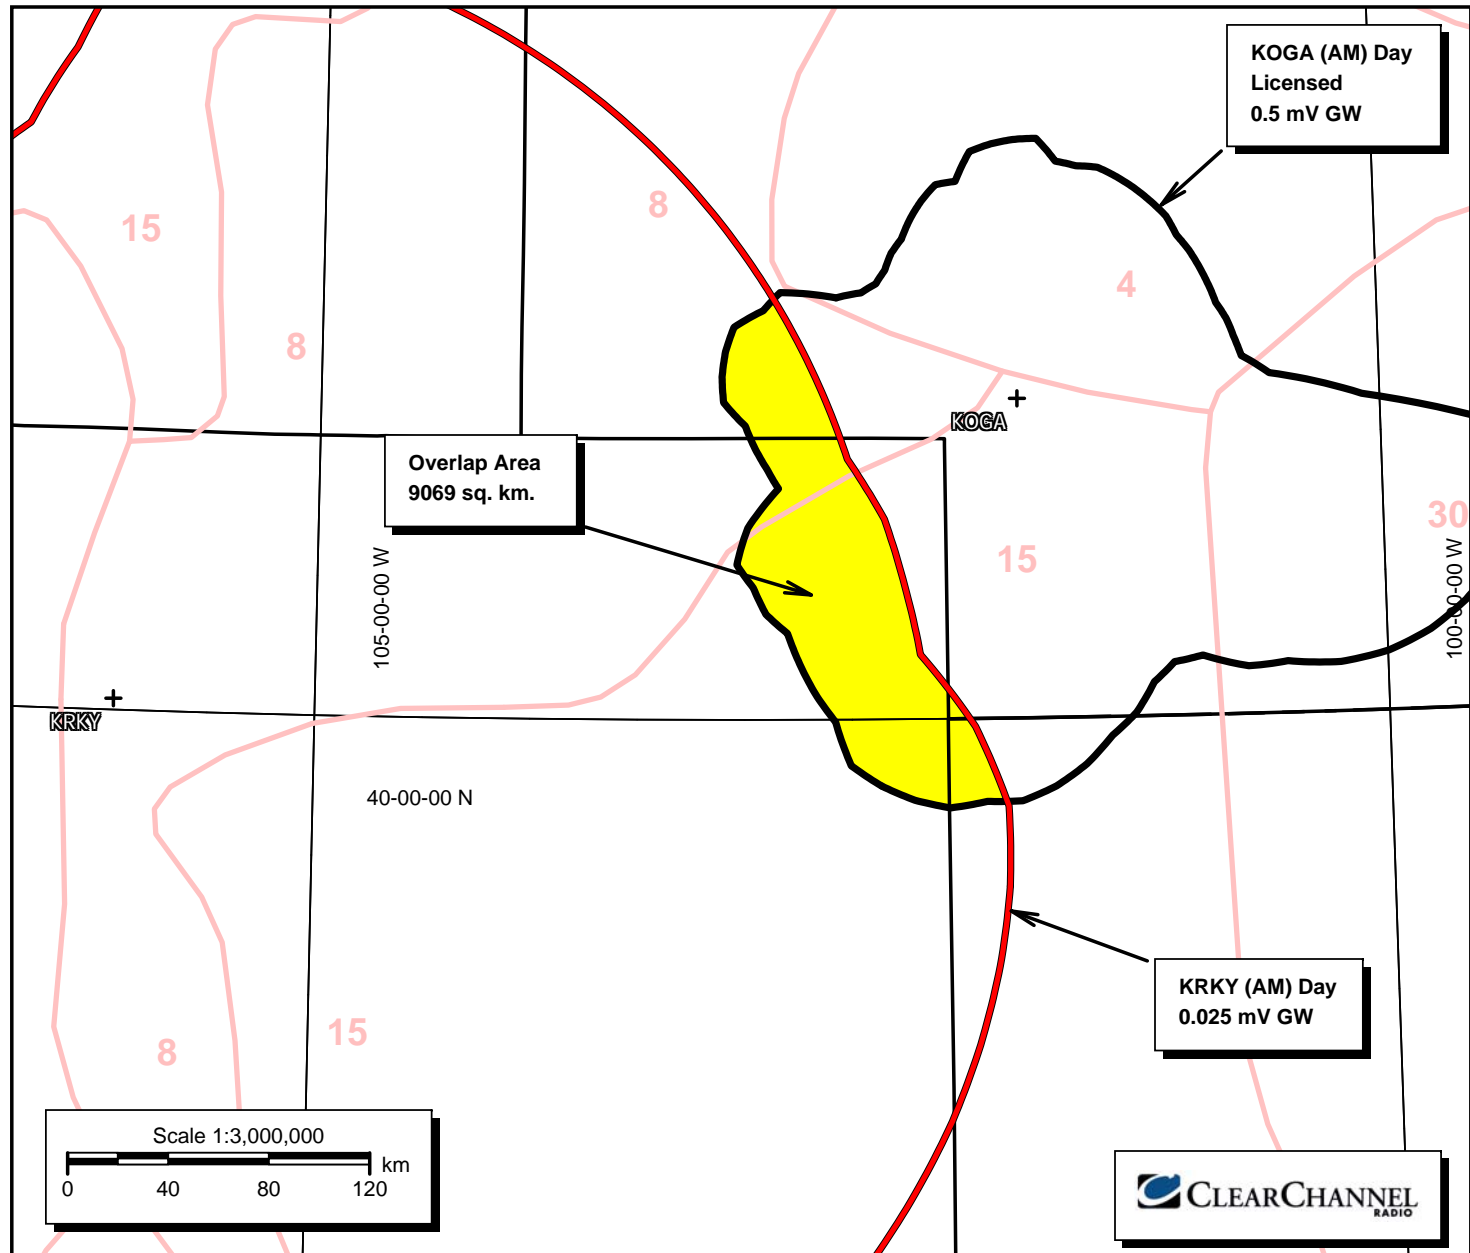 KOGA (AM) Day
Licensed
0.5 mV GW
8
15
4
8
KOGA
Overlap Area
9069 sq. km.
30
15
105-00-00 W
100-00-00 W
KRKY
40-00-00 N
KRKY (AM) Day
0.025 mV GW
15
8
Scale 1:3,000,000
km
0 40 80 120
CLEARCHANNEL
RADIO